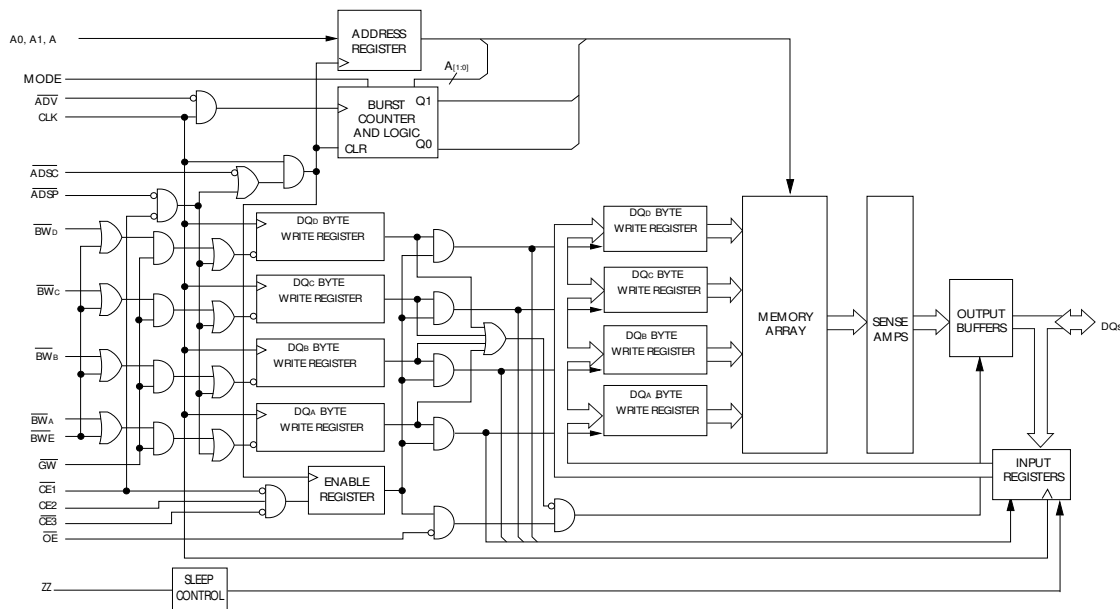 A0, A1, A
ADDRESS
REGISTER
A[1:0]
MODE
ADV
CLK
BURST
COUNTER
AND LOGIC
CLR
Q1
Q0
ADSC
ADSP
BWD
DQD BYTE
WRITE REGISTER
DQD BYTE
WRITE REGISTER
BWC
DQC BYTE
WRITE REGISTER
DQC BYTE
WRITE REGISTER
MEMORY
ARRAY
SENSE
AMPS
OUTPUT
BUFFERS
DQs
BWB
DQB BYTE
WRITE REGISTER
DQB BYTE
WRITE REGISTER
BWA
BWE
DQA BYTE
WRITE REGISTER
DQA BYTE
WRITE REGISTER
GW
CE1
CE2
CE3
OE
ENABLE
REGISTER
INPUT
REGISTERS
ZZ
SLEEP
CONTROL